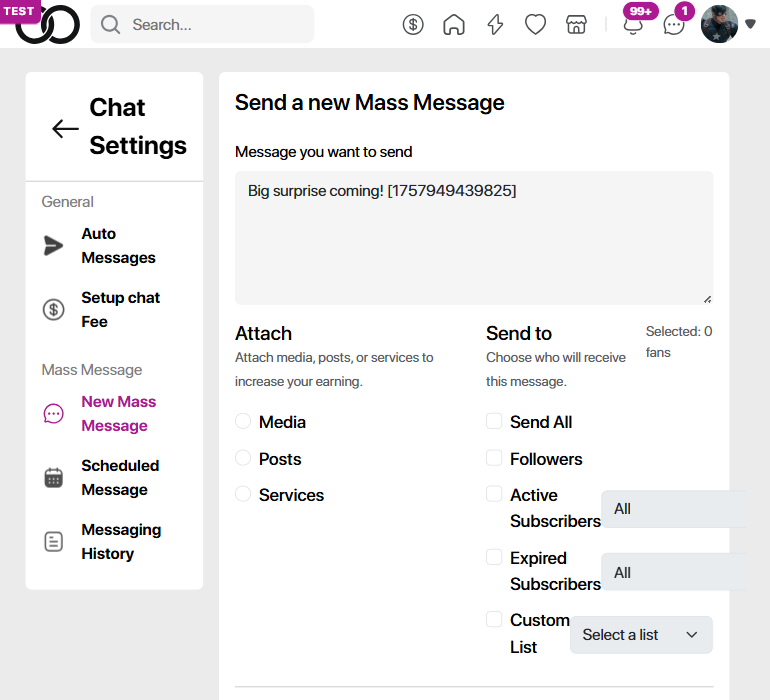 TEST
Search...
99+
1
Chat
Settings
General
Auto
Messages
Setup chat
Fee
Mass Message
New Mass
Message
Scheduled
Message
Messaging
History
Send a new Mass Message
Message you want to send
Big surprise coming! [1757949439825]
Attach
Attach media, posts, or services to
increase your earning.
Media
Posts
Services
Send to
Choose who will receive
this message.
Selected: 0
fans
Send All
Followers
Active
Subscribers
All
Expired
Subscribers
All
Custom
List
Select a list